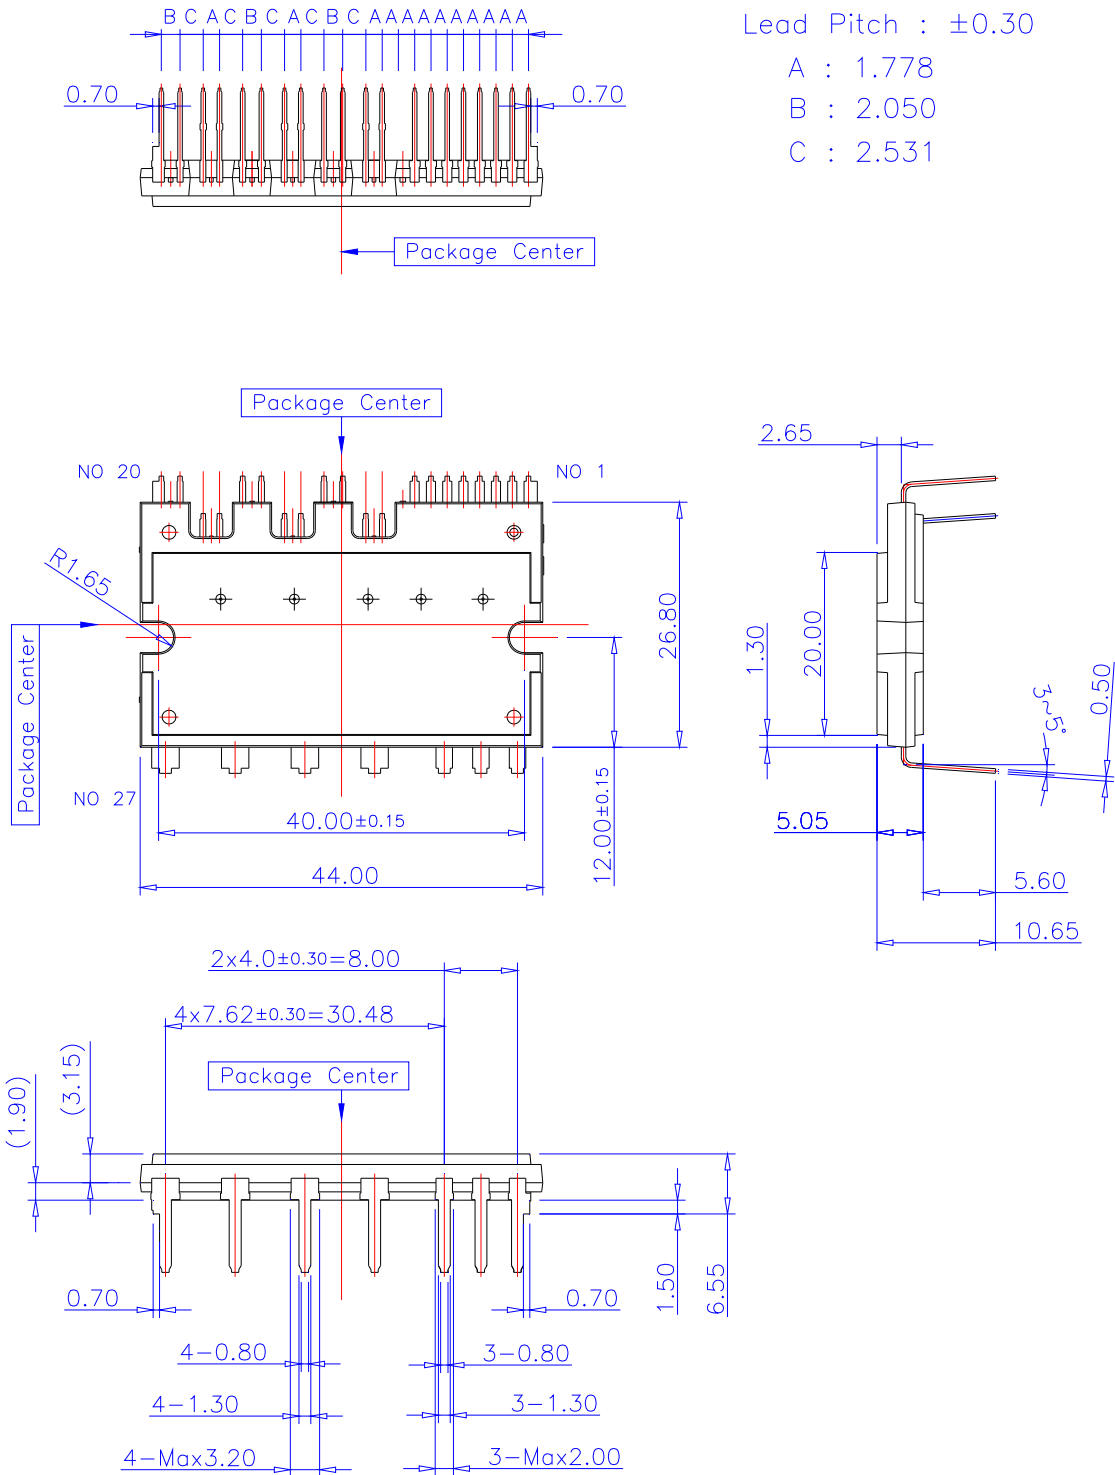 B C A C B C A C B C A A A A A A A A A A
Lead Pitch : ±0.30
A : 1.778
B : 2.050
C : 2.531
0.70
0.70
Package Center
Package Center
NO 20
NO 1
R1.65
Package Center
26.80
12.00±0.15
NO 27
40.00±0.15
44.00
2.65
1.30
20.00
3~5°
0.50
5.05
5.60
10.65
2x4.0±0.30=8.00
4x7.62±0.30=30.48
Package Center
(1.90)
(3.15)
0.70
0.70
1.50
6.55
4-0.80
3-0.80
4-1.30
3-1.30
4-Max3.20
3-Max2.00